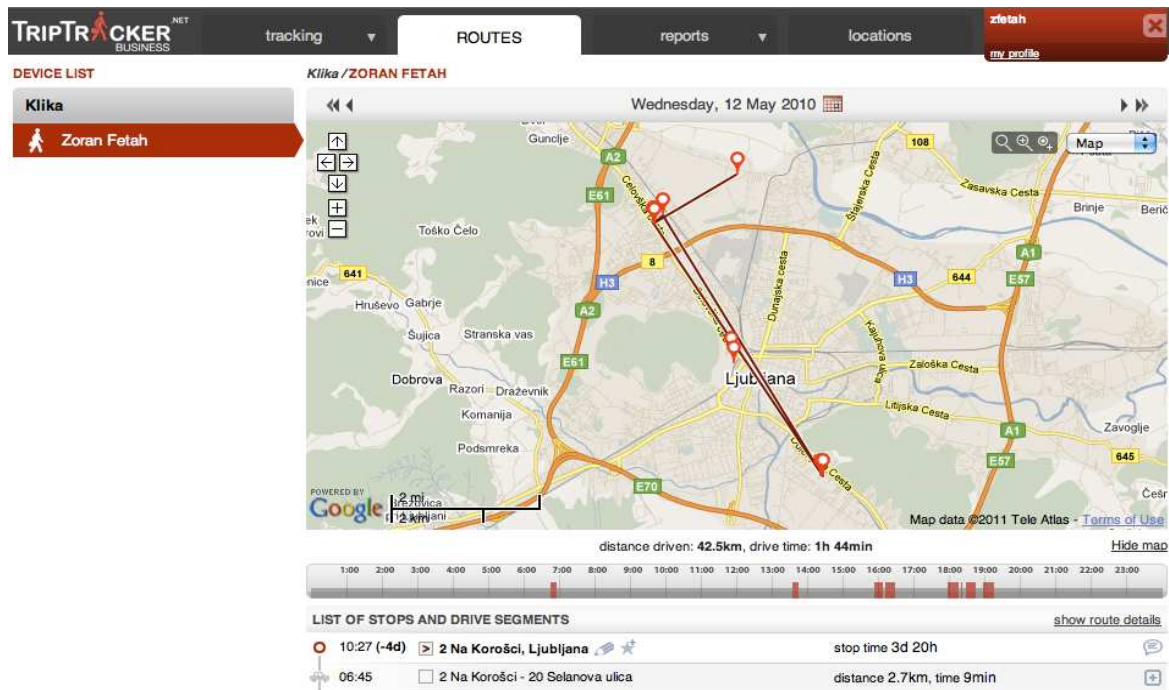 TRIPTRACKER.NET
BUSINESS
tracking
ROUTES
reports
locations
zfetah
my profile
DEVICE LIST
Klika
Zoran Fetah
Klika /ZORAN FETAH
Wednesday, 12 May 2010
Gunclje
A2
108
Map
E61
Celovška cesta
Štajerska Cesta
Zasavska Cesta
Brinje
Toško Čelo
8
A1
641
H3
H3
644
E57
Dunajska cesta
Hruševo
Gabrje
A2
Šujica
Stranska vas
Kajuhova ulica
E61
Zaloška Cesta
Dobrova
Ljubljana
Razori
Draževnik
Litijska Cesta
Komanija
A1
Zavoglje
Podsmreka
645
E57
E70
POWERED BY
Google
2 mi
2 km
Map data ©2011 Tele Atlas - Terms of Use
distance driven: 42.5km, drive time: 1h 44min
Hide map
1:00 2:00 3:00 4:00 5:00 6:00 7:00 8:00 9:00 10:00 11:00 12:00 13:00 14:00 15:00 16:00 17:00 18:00 19:00 20:00 21:00 22:00 23:00
LIST OF STOPS AND DRIVE SEGMENTS
show route details
10:27 (-4d) 2 Na Korošci, Ljubljana stop time 3d 20h
06:45 2 Na Korošci - 20 Selanova ulica distance 2.7km, time 9min